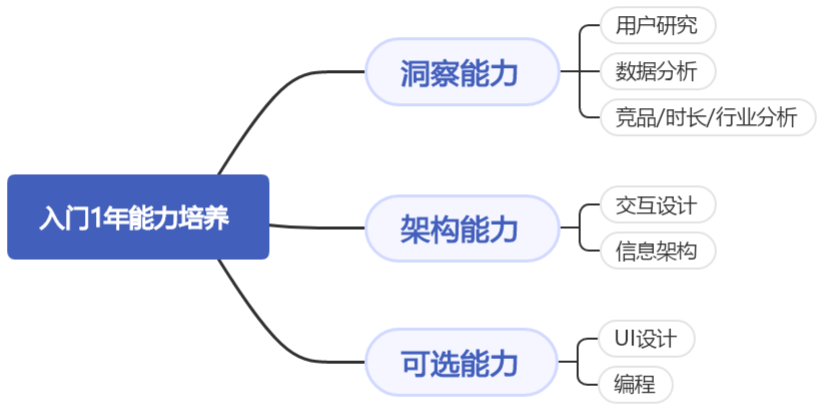 入门1年能力培养
洞察能力
用户研究
数据分析
竞品/时长/行业分析
架构能力
交互设计
信息架构
可选能力
UI设计
编程